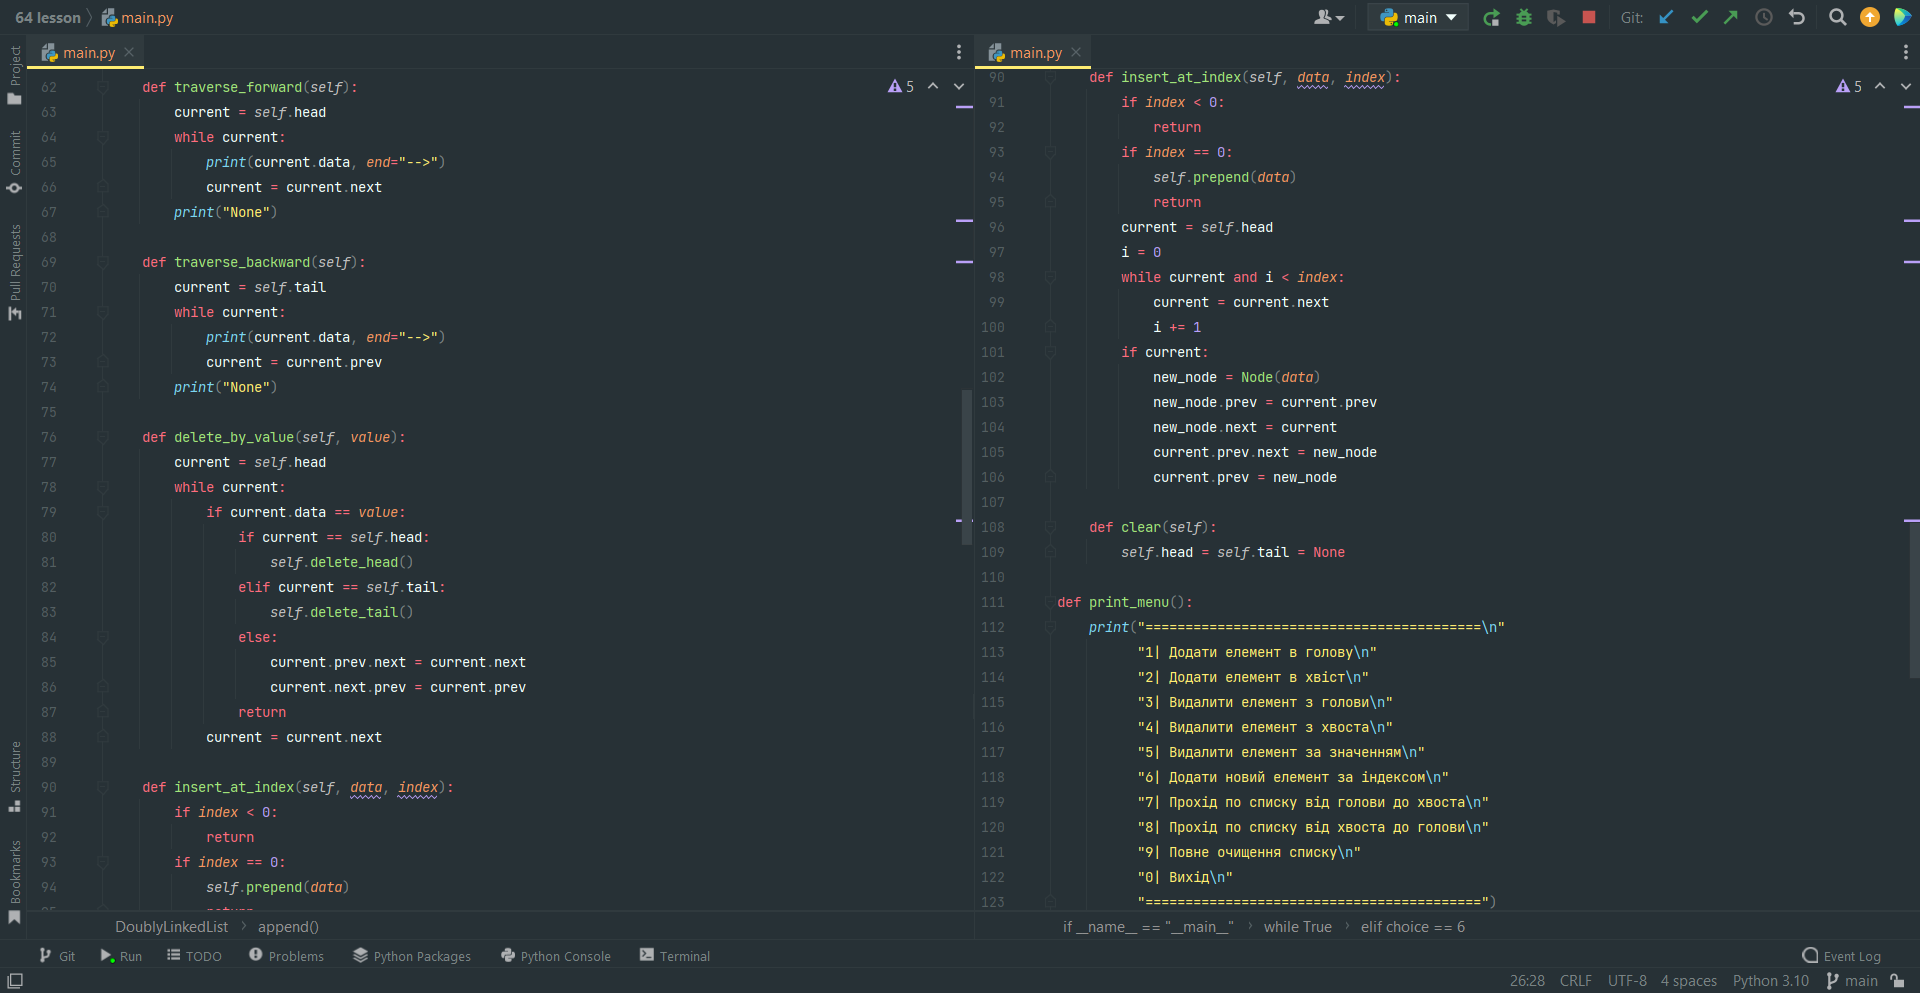 64 lesson
main.py
main
Git:
main.py
main.py
Project
Commit
Pull Requests
Structure
Bookmarks
5
62 def traverse_forward(self):
63 current = self.head
64 while current:
65 print(current.data, end="-->")
66 current = current.next
67 print("None")
68
69 def traverse_backward(self):
70 current = self.tail
71 while current:
72 print(current.data, end="-->")
73 current = current.prev
74 print("None")
75
76 def delete_by_value(self, value):
77 current = self.head
78 while current:
79 if current.data == value:
80 if current == self.head:
81 self.delete_head()
82 elif current == self.tail:
83 self.delete_tail()
84 else:
85 current.prev.next = current.next
86 current.next.prev = current.prev
87 return
88 current = current.next
89
90 def insert_at_index(self, data, index):
91 if index < 0:
92 return
93 if index == 0:
94 self.prepend(data)
DoublyLinkedList
append()
5
90 def insert_at_index(self, data, index):
91 if index < 0:
92 return
93 if index == 0:
94 self.prepend(data)
95 return
96 current = self.head
97 i = 0
98 while current and i < index:
99 current = current.next
100 i += 1
101 if current:
102 new_node = Node(data)
103 new_node.prev = current.prev
104 new_node.next = current
105 current.prev.next = new_node
106 current.prev = new_node
107
108 def clear(self):
109 self.head = self.tail = None
110
111 def print_menu():
112 print("==========================================\n"
113 "1| Додати елемент в голову\n"
114 "2| Додати елемент в хвіст\n"
115 "3| Видалити елемент з голови\n"
116 "4| Видалити елемент з хвоста\n"
117 "5| Видалити елемент за значенням\n"
118 "6| Додати новий елемент за індексом\n"
119 "7| Прохід по списку від голови до хвоста\n"
120 "8| Прохід по списку від хвоста до голови\n"
121 "9| Повне очищення списку\n"
122 "0| Вихід\n"
123 "==========================================")
if __name__ == "__main__"
while True
elif choice == 6
Git
Run
TODO
Problems
Python Packages
Python Console
Terminal
Event Log
26:28
CRLF
UTF-8
4 spaces
Python 3.10
main